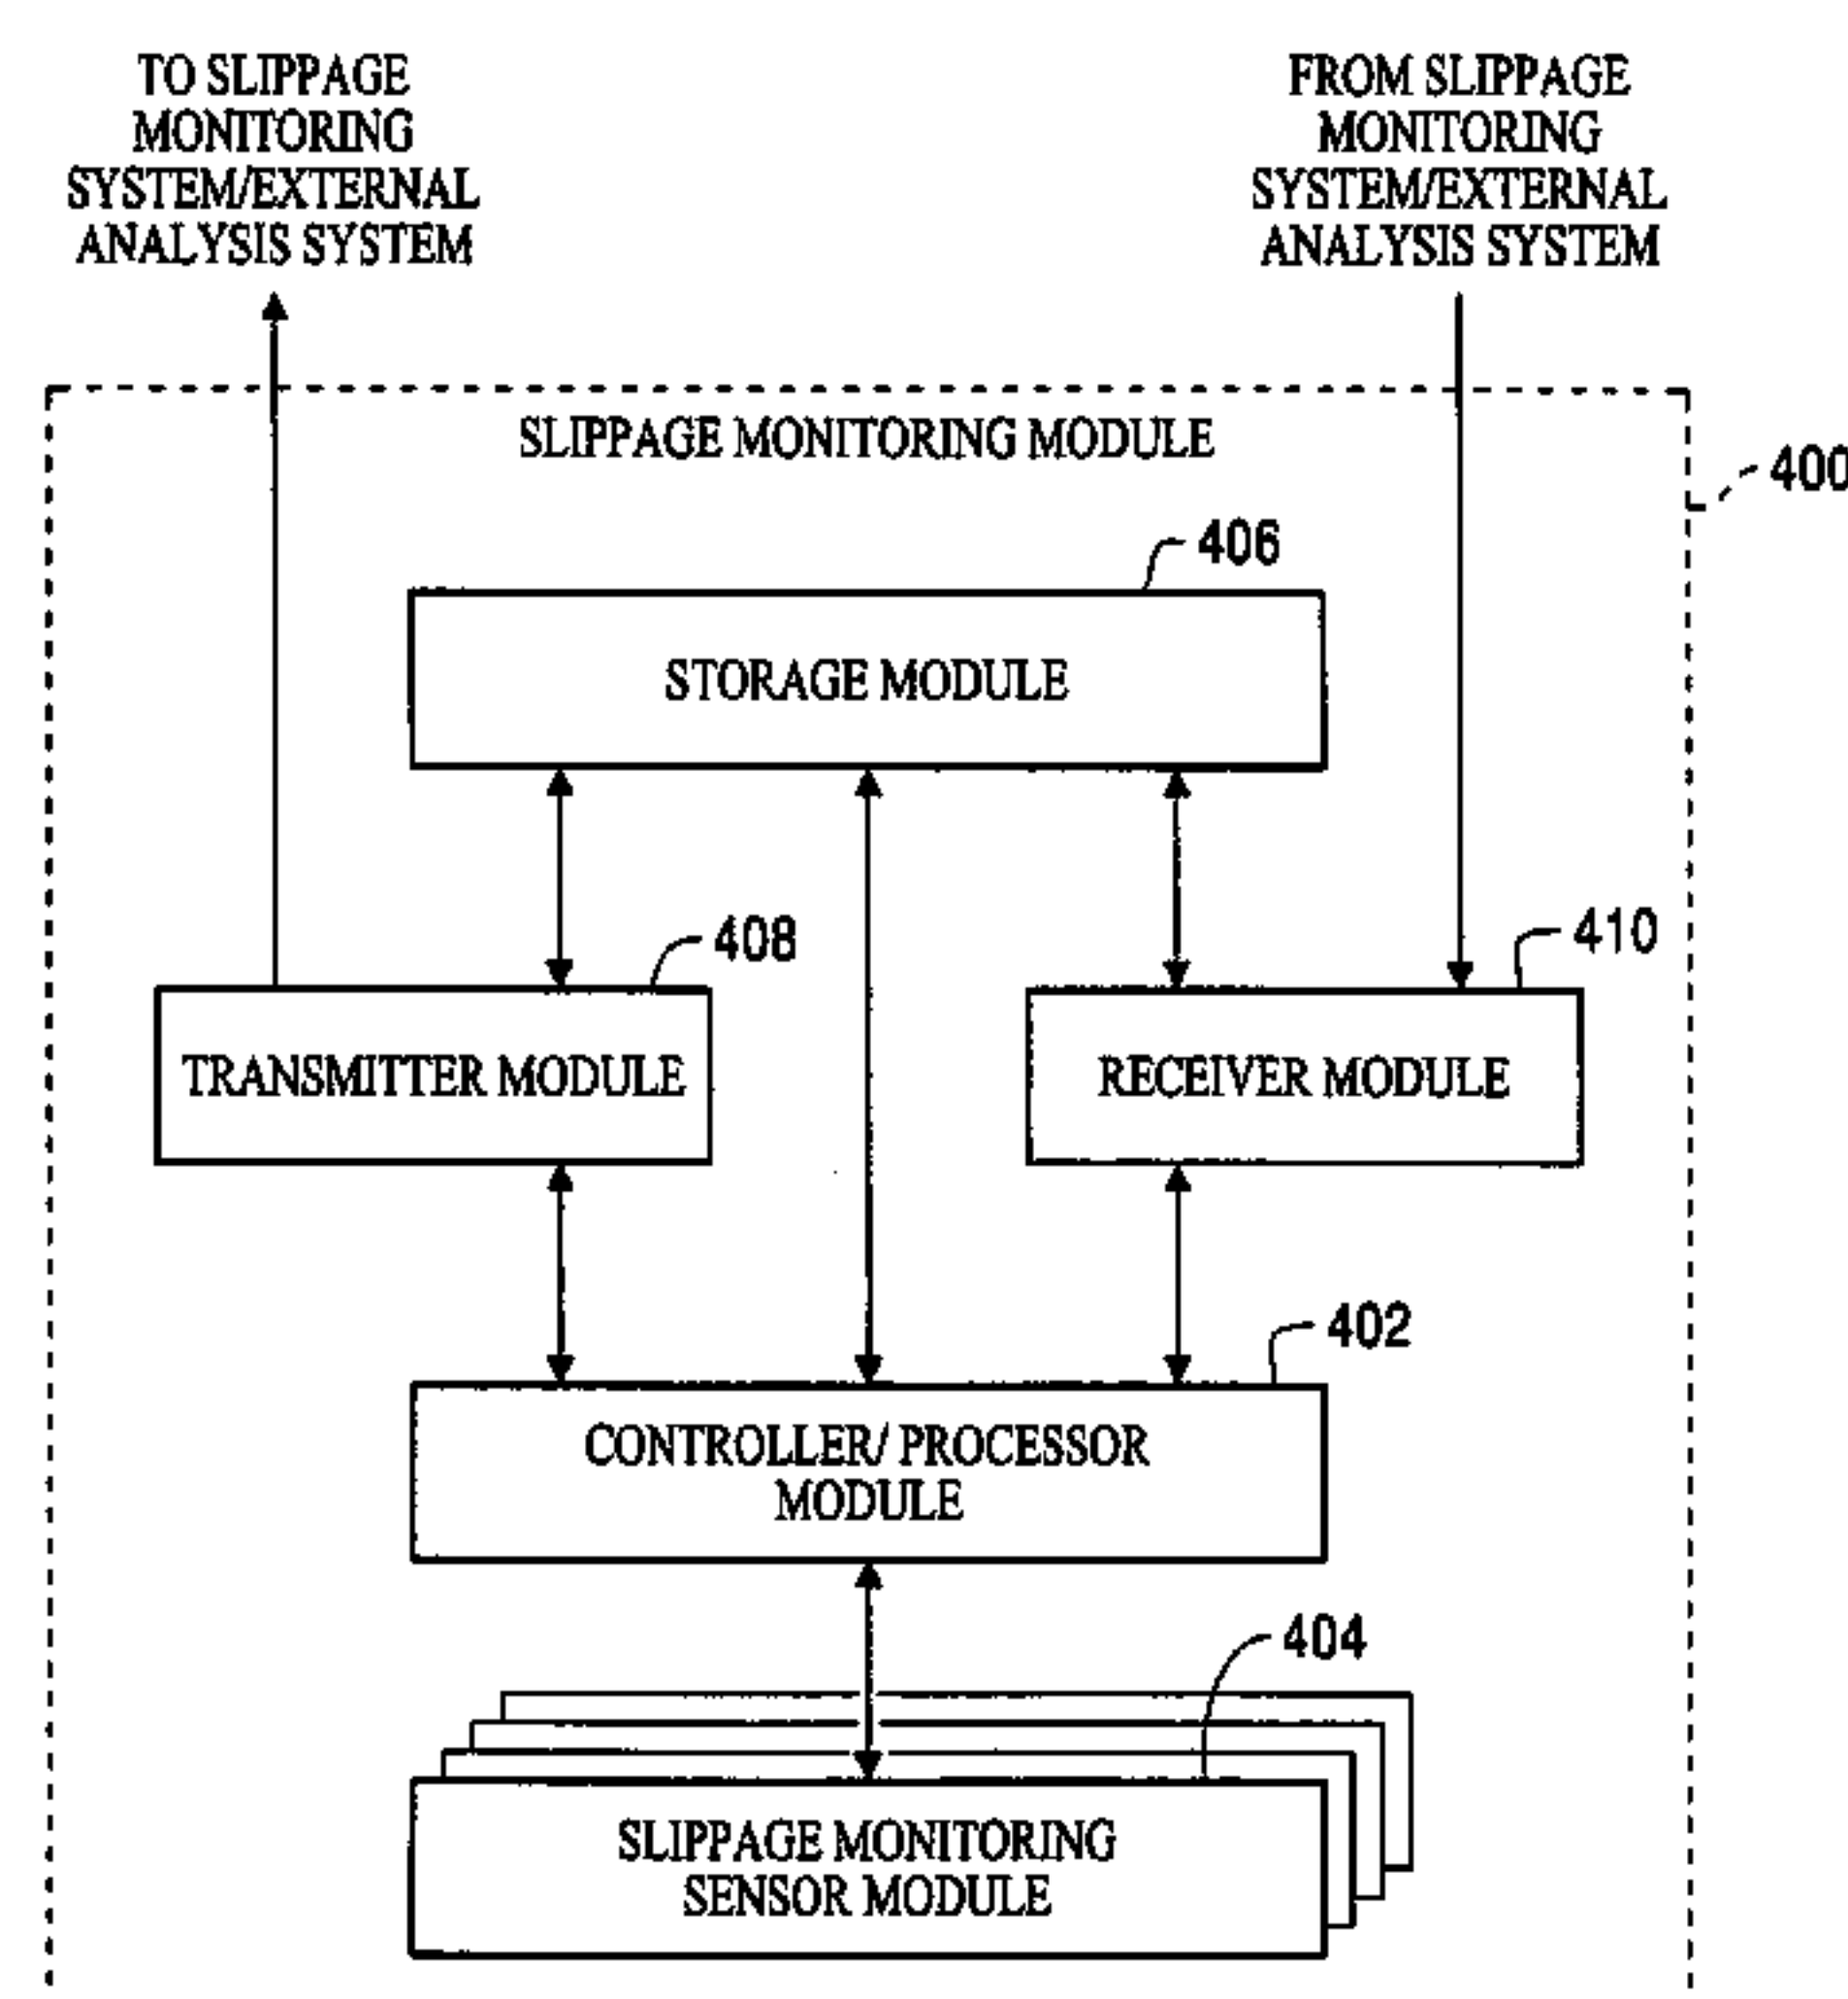 TO SLIPPAGE
MONITORING
SYSTEM/EXTERNAL
ANALYSIS SYSTEM
FROM SLIPPAGE
MONITORING
SYSTEM/EXTERNAL
ANALYSIS SYSTEM
SLIPPAGE MONITORING MODULE
400
406
STORAGE MODULE
408
410
TRANSMITTER MODULE
RECEIVER MODULE
402
CONTROLLER/ PROCESSOR
MODULE
404
SLIPPAGE MONITORING
SENSOR MODULE